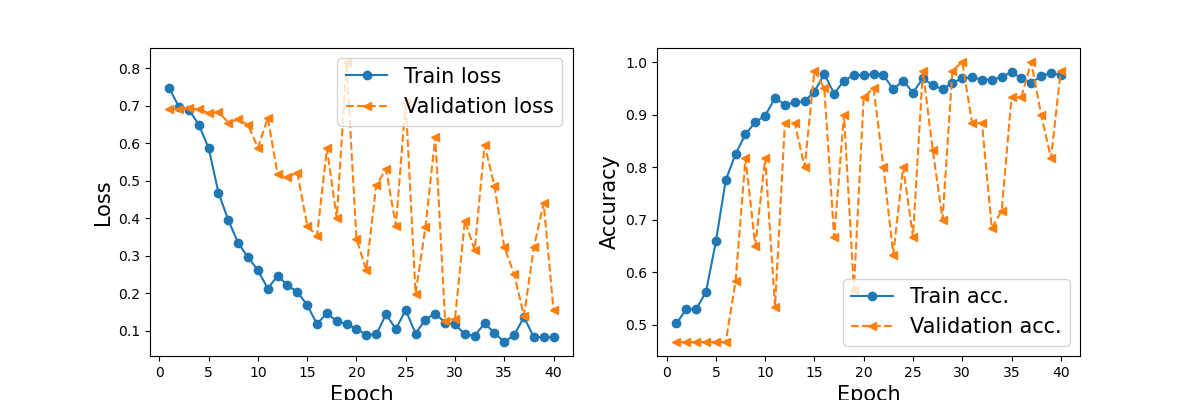 Loss
0.8
0.7
0.6
0.5
0.4
0.3
0.2
0.1
0 5 10 15 20 25 30 35 40
Epoch
Train loss
Validation loss
Accuracy
1.0
0.9
0.8
0.7
0.6
0.5
0 5 10 15 20 25 30 35 40
Epoch
Train acc.
Validation acc.